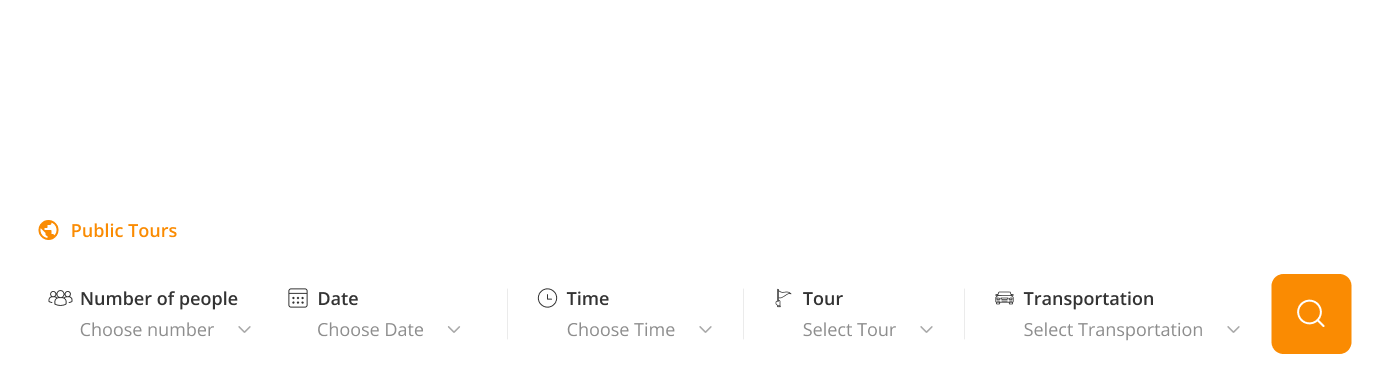 Public Tours
Number of people Date Time Tour Transportation
Choose number Choose Date Choose Time Select Tour Select Transportation